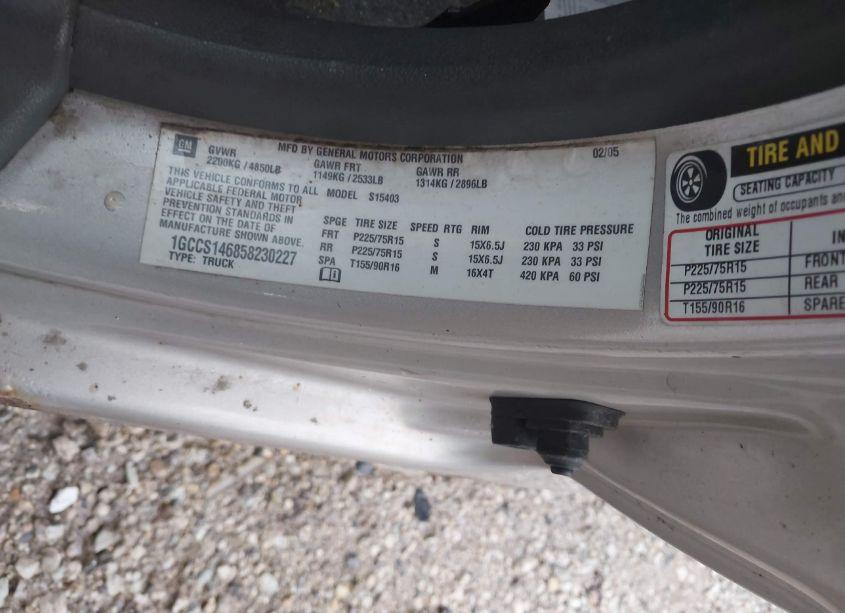 GM
GVWR
2200KG / 4850LB
MFD BY GENERAL MOTORS CORPORATION
02/05
GAWR FRT
1149KG / 2533LB
GAWR RR
1314KG / 2896LB
THIS VEHICLE CONFORMS TO ALL
APPLICABLE FEDERAL MOTOR
VEHICLE SAFETY AND THEFT
PREVENTION STANDARDS IN
EFFECT ON THE DATE OF
MANUFACTURE SHOWN ABOVE.
1GCCS146858230227
TYPE: TRUCK
MODEL S15403
SPGE TIRE SIZE SPEED RTG RIM COLD TIRE PRESSURE
FRT P225/75R15 S 15X6.5J 230 KPA 33 PSI
RR P225/75R15 S 15X6.5J 230 KPA 33 PSI
SPA T155/90R16 M 16X4T 420 KPA 60 PSI
TIRE AND
SEATING CAPACITY
The combined weight of occupants and
ORIGINAL
TIRE SIZE
P225/75R15 FRONT
P225/75R15 REAR
T155/90R16 SPARE